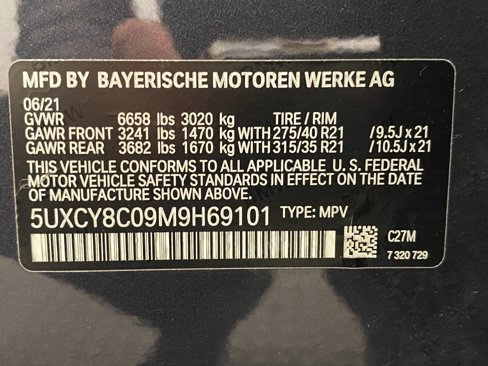 MFD BY BAYERISCHE MOTOREN WERKE AG
06/21
GVWR 6658 lbs 3020 kg TIRE / RIM
GAWR FRONT 3241 lbs 1470 kg WITH 275/40 R21 /9.5J x 21
GAWR REAR 3682 lbs 1670 kg WITH 315/35 R21 /10.5J x 21
THIS VEHICLE CONFORMS TO ALL APPLICABLE U. S. FEDERAL
MOTOR VEHICLE SAFETY STANDARDS IN EFFECT ON THE DATE
OF MANUFACTURE SHOWN ABOVE.
5UXCY8C09M9H69101 TYPE: MPV
C27M
7 320 729